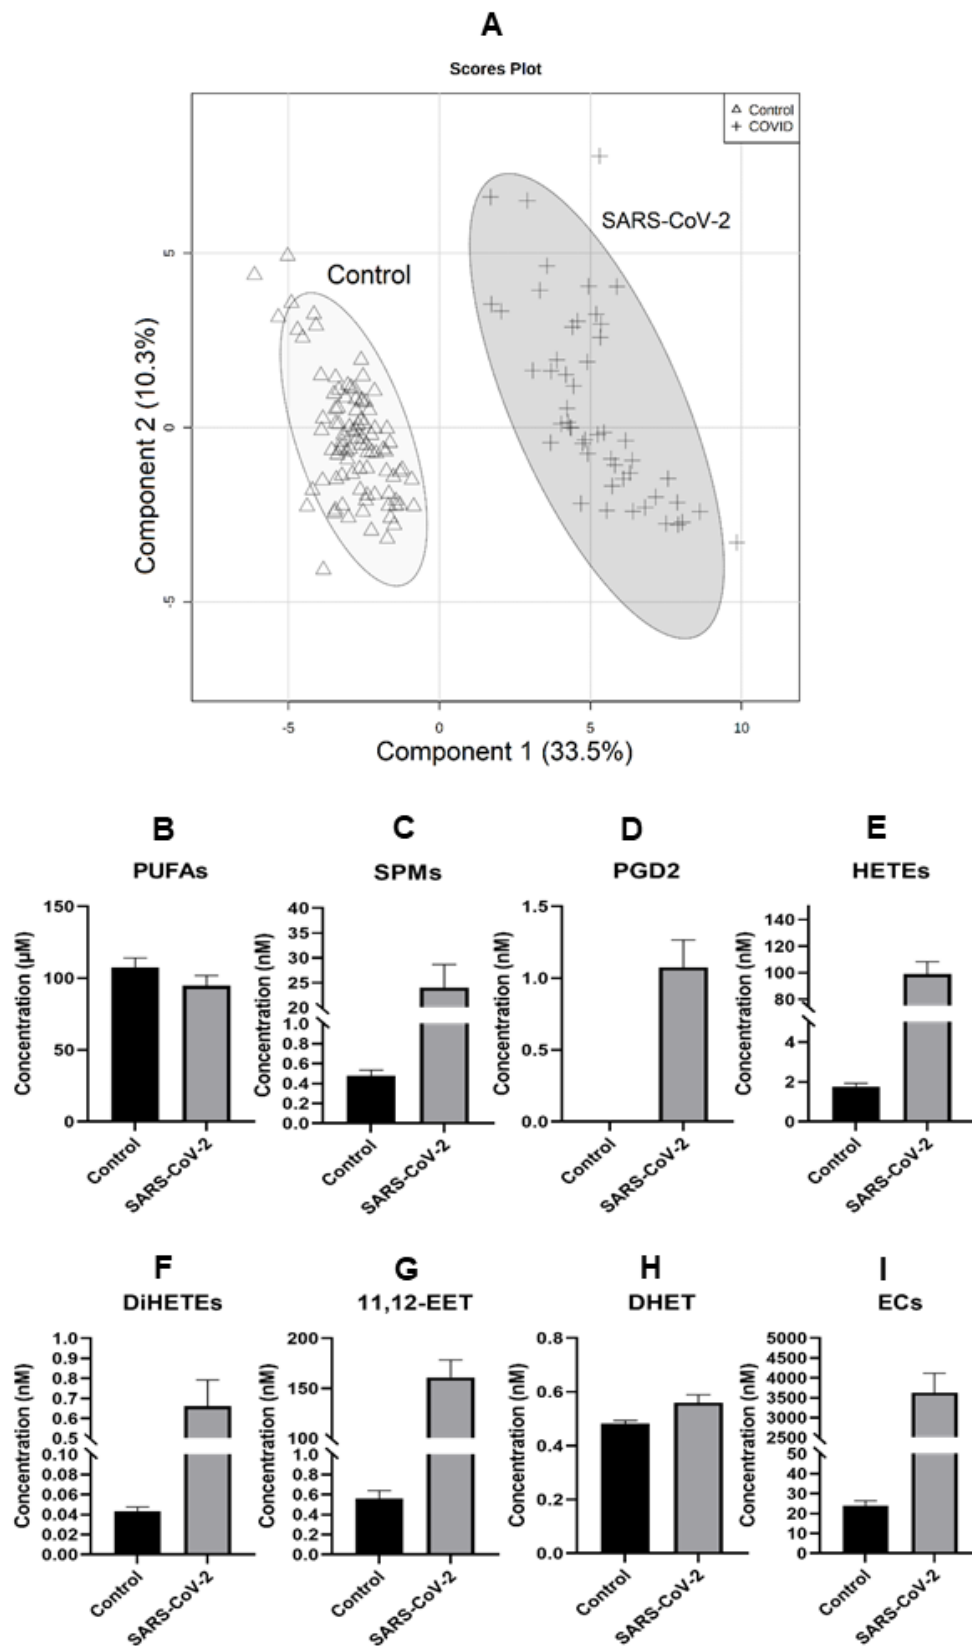 A
Scores Plot
Control
COVID
SARS-CoV-2
Control
Component 2 (10.3%)
5
0
-5
-5
0
5
10
Component 1 (33.5%)
B
PUFAs
Concentration (µM)
150
100
50
0
Control
SARS-CoV-2
C
SPMs
Concentration (nM)
40
35
30
25
20
1.0
0.8
0.6
0.4
0.2
0.0
Control
SARS-CoV-2
D
PGD2
Concentration (nM)
1.5
1.0
0.5
0.0
Control
SARS-CoV-2
E
HETEs
Concentration (nM)
140
120
100
80
4
2
0
Control
SARS-CoV-2
F
DiHETEs
Concentration (nM)
1.0
0.9
0.8
0.7
0.6
0.5
0.10
0.08
0.06
0.04
0.02
0.00
Control
SARS-CoV-2
G
11,12-EET
Concentration (nM)
200
150
100
1.0
0.8
0.6
0.4
0.2
0.0
Control
SARS-CoV-2
H
DHET
Concentration (nM)
0.8
0.6
0.4
0.2
0.0
Control
SARS-CoV-2
I
ECs
Concentration (nM)
5000
4500
4000
3500
3000
2500
50
40
30
20
10
0
Control
SARS-CoV-2